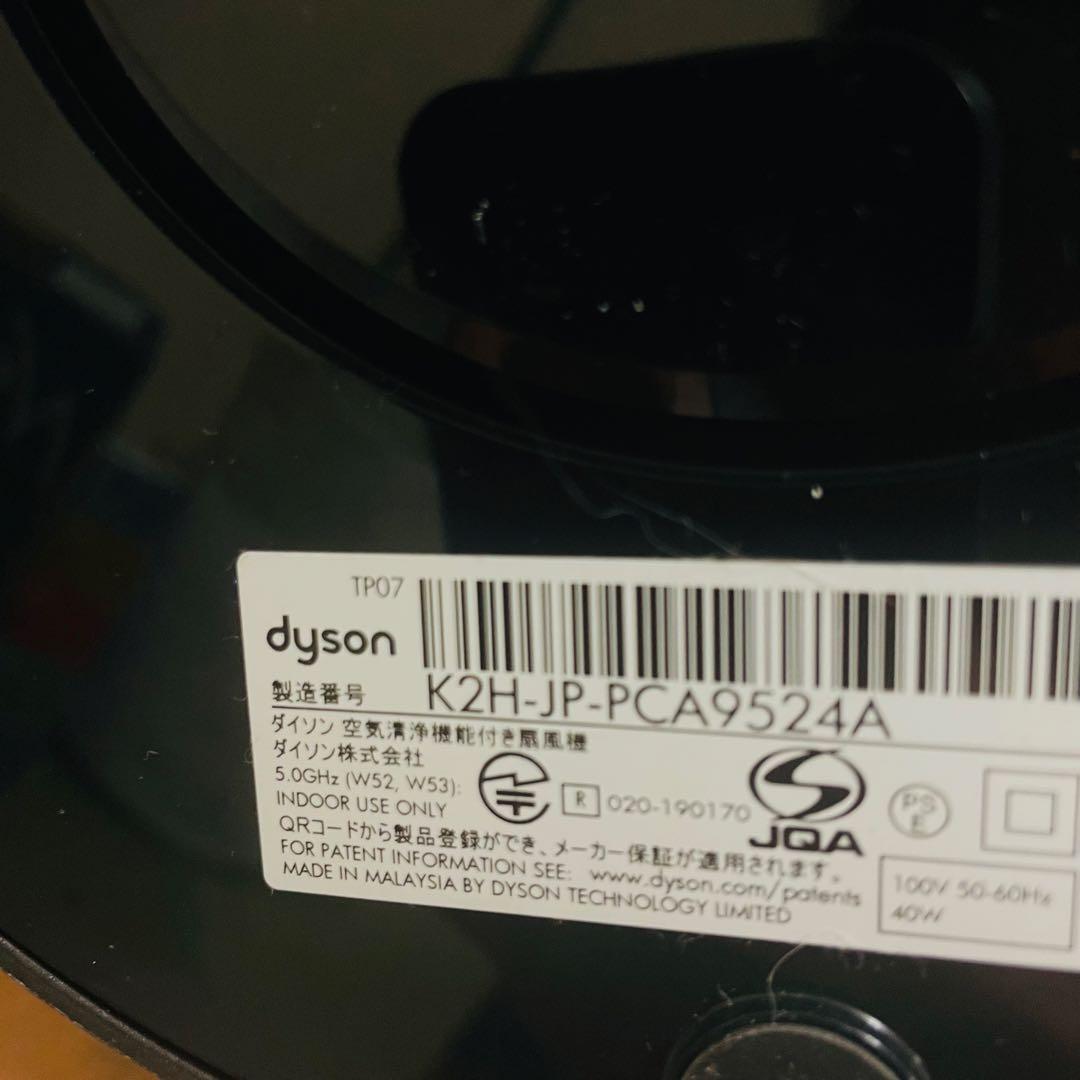 TP07
dyson
製造番号 K2H-JP-PCA9524A
ダイソン 空気清浄機能付き扇風機
ダイソン株式会社
5.0GHz (W52, W53):
INDOOR USE ONLY
R 020-190170
JQA
PSE
QRコードから製品登録ができ、メーカー保証が適用されます。
FOR PATENT INFORMATION SEE: www.dyson.com/patents
MADE IN MALAYSIA BY DYSON TECHNOLOGY LIMITED
100V 50-60Hz
40W